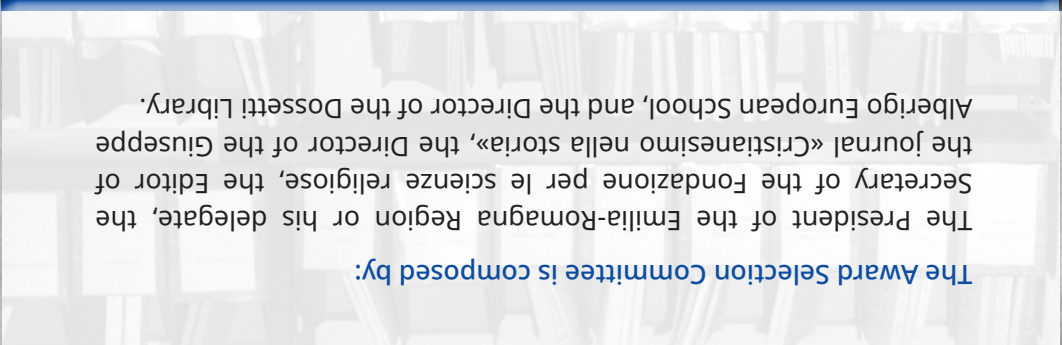 The Award Selection Committee is composed by:
The President of the Emilia-Romagna Region or his delegate, the
Secretary of the Fondazione per le scienze religiose, the Editor of
the journal «Cristianesimo nella storia», the Director of the Giuseppe
Alberigo European School, and the Director of the Dossetti Library.